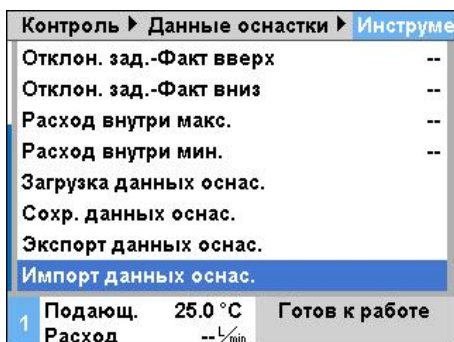 Контроль ▶ Данные оснастки ▶ Инструме
Отклон. зад.-Факт вверх --
Отклон. зад.-Факт вниз --
Расход внутри макс. --
Расход внутри мин. --
Загрузка данных оснас.
Сохр. данных оснас.
Экспорт данных оснас.
Импорт данных оснас.
1 Подающ. 25.0 °C Готов к работе
Расход -- L/min